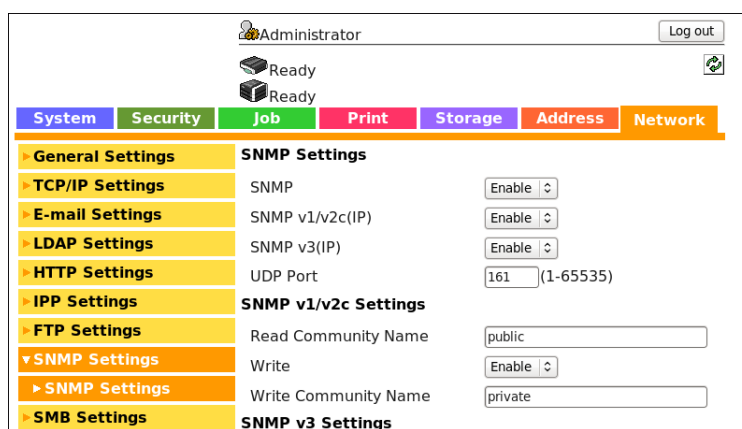 Administrator
Log out
Ready
Ready
System Security Job Print Storage Address Network
General Settings
TCP/IP Settings
E-mail Settings
LDAP Settings
HTTP Settings
IPP Settings
FTP Settings
SNMP Settings
SNMP Settings
SMB Settings
SNMP Settings
SNMP Enable
SNMP v1/v2c(IP) Enable
SNMP v3(IP) Enable
UDP Port 161 (1-65535)
SNMP v1/v2c Settings
Read Community Name public
Write Enable
Write Community Name private
SNMP v3 Settings